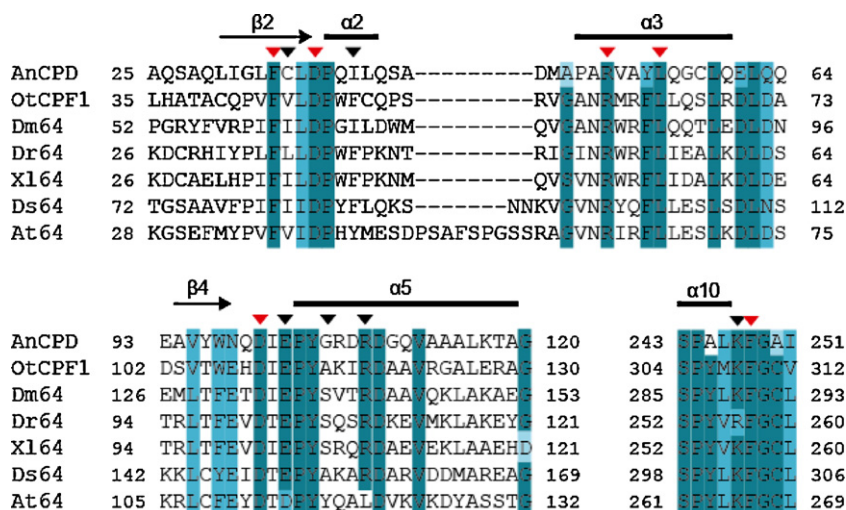 β2 α2 α3
AnCPD 25 AQSAQLIGLFCLDPQILQSA---------DMAPARVAYLQGCLQELQQ 64
OtCPF1 35 LHATACQPVFVLDPWFCQPS---------RVGANRMRFLLQSLRDLDA 73
Dm64 52 PGRYFVRPIFILDPGILDWM---------QVGANRWRFLQQTLEDLDN 96
Dr64 26 KDCRHIYPLFLLDPWFPKNT---------RIGINRWRFLIEALKDLDS 64
Xl64 26 KDCAELHPIFILDPWFPKNM---------QVSVNRWRFLIDALKDLDE 64
Ds64 72 TGSAAVFPIFIIDPYFLQKS-------NNKVGVNRYQFLLESLSDLNS 112
At64 28 KGSEFMYPVFVIDPHYMESDPSAFSPGSSRAGVNRIRFLLESLKDLDS 75
β4 α5 α10
AnCPD 93 EAVYWNQDIEPYGRDRDGQVAAALKTAG 120 243 SPALKFGAI 251
OtCPF1 102 DSVTWEHDIEPYAKIRDAAVRGALERAG 130 304 SPYMKFGCV 312
Dm64 126 EMLTFETDIEPYSVTRDAAVQKLAKAEG 153 285 SPYLKFGCL 293
Dr64 94 TRLTFEVDTEPYSQSRDKEVMKLAKEYG 121 252 SPYVRFGCL 260
Xl64 94 TRLTFEVDTEPYSRQRDAEVEKLAAEHD 121 252 SPYVKFGCL 260
Ds64 142 KKLCYEIDTEPYAKARDARVDDMAREAG 169 298 SPYLKFGCL 306
At64 105 KRLCFEYDTDPYYQALDVKVKDYASSTG 132 261 SPYLKFGCL 269